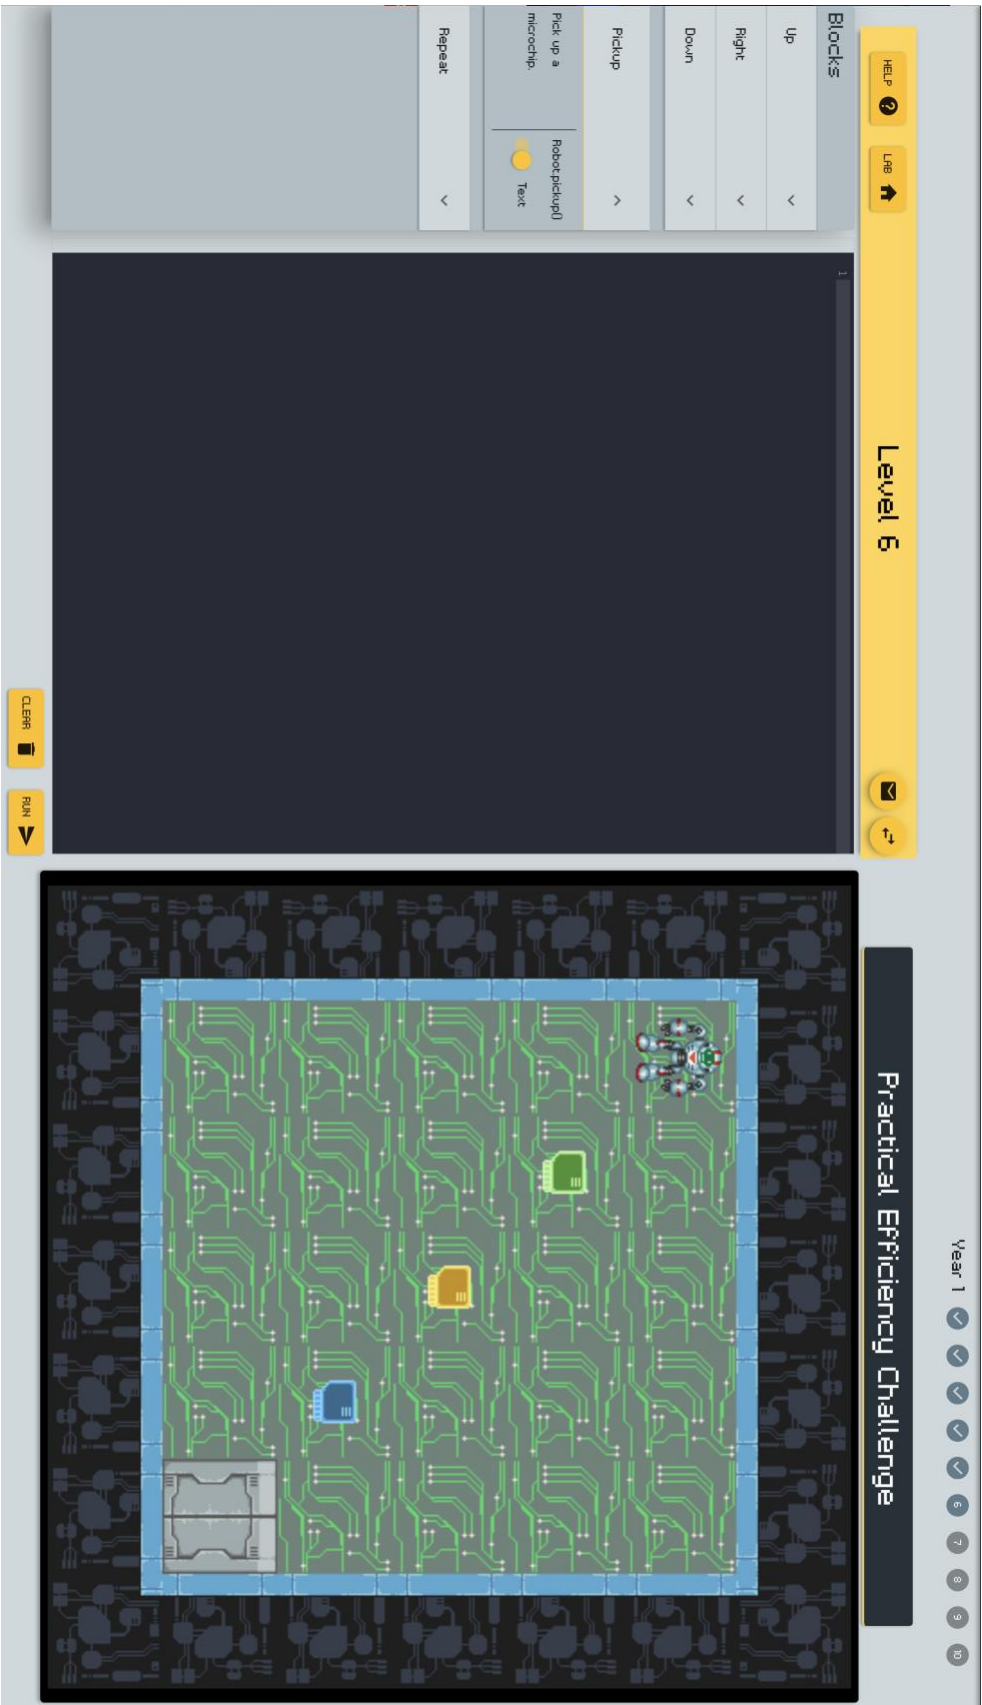 Year 1 6 7 8 9 10
HELP LAB Level 6
Practical Efficiency Challenge
Blocks
Up
Right
Down
Pickup
Pick up a microchip.
Robot.pickup()
Text
Repeat
1
CLEAR RUN